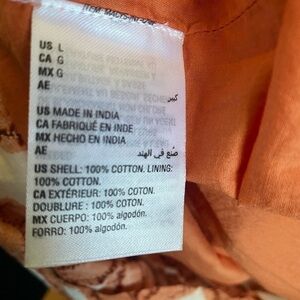 US L
CA G
MX G
AE كبير
US MADE IN INDIA
CA FABRIQUÉ EN INDE
MX HECHO EN INDIA
AE صنع في الهند
US SHELL: 100% COTTON. LINING:
100% COTTON.
CA EXTÉRIEUR: 100% COTON.
DOUBLURE : 100% COTON.
MX CUERPO: 100% algodón.
FORRO: 100% algodón.